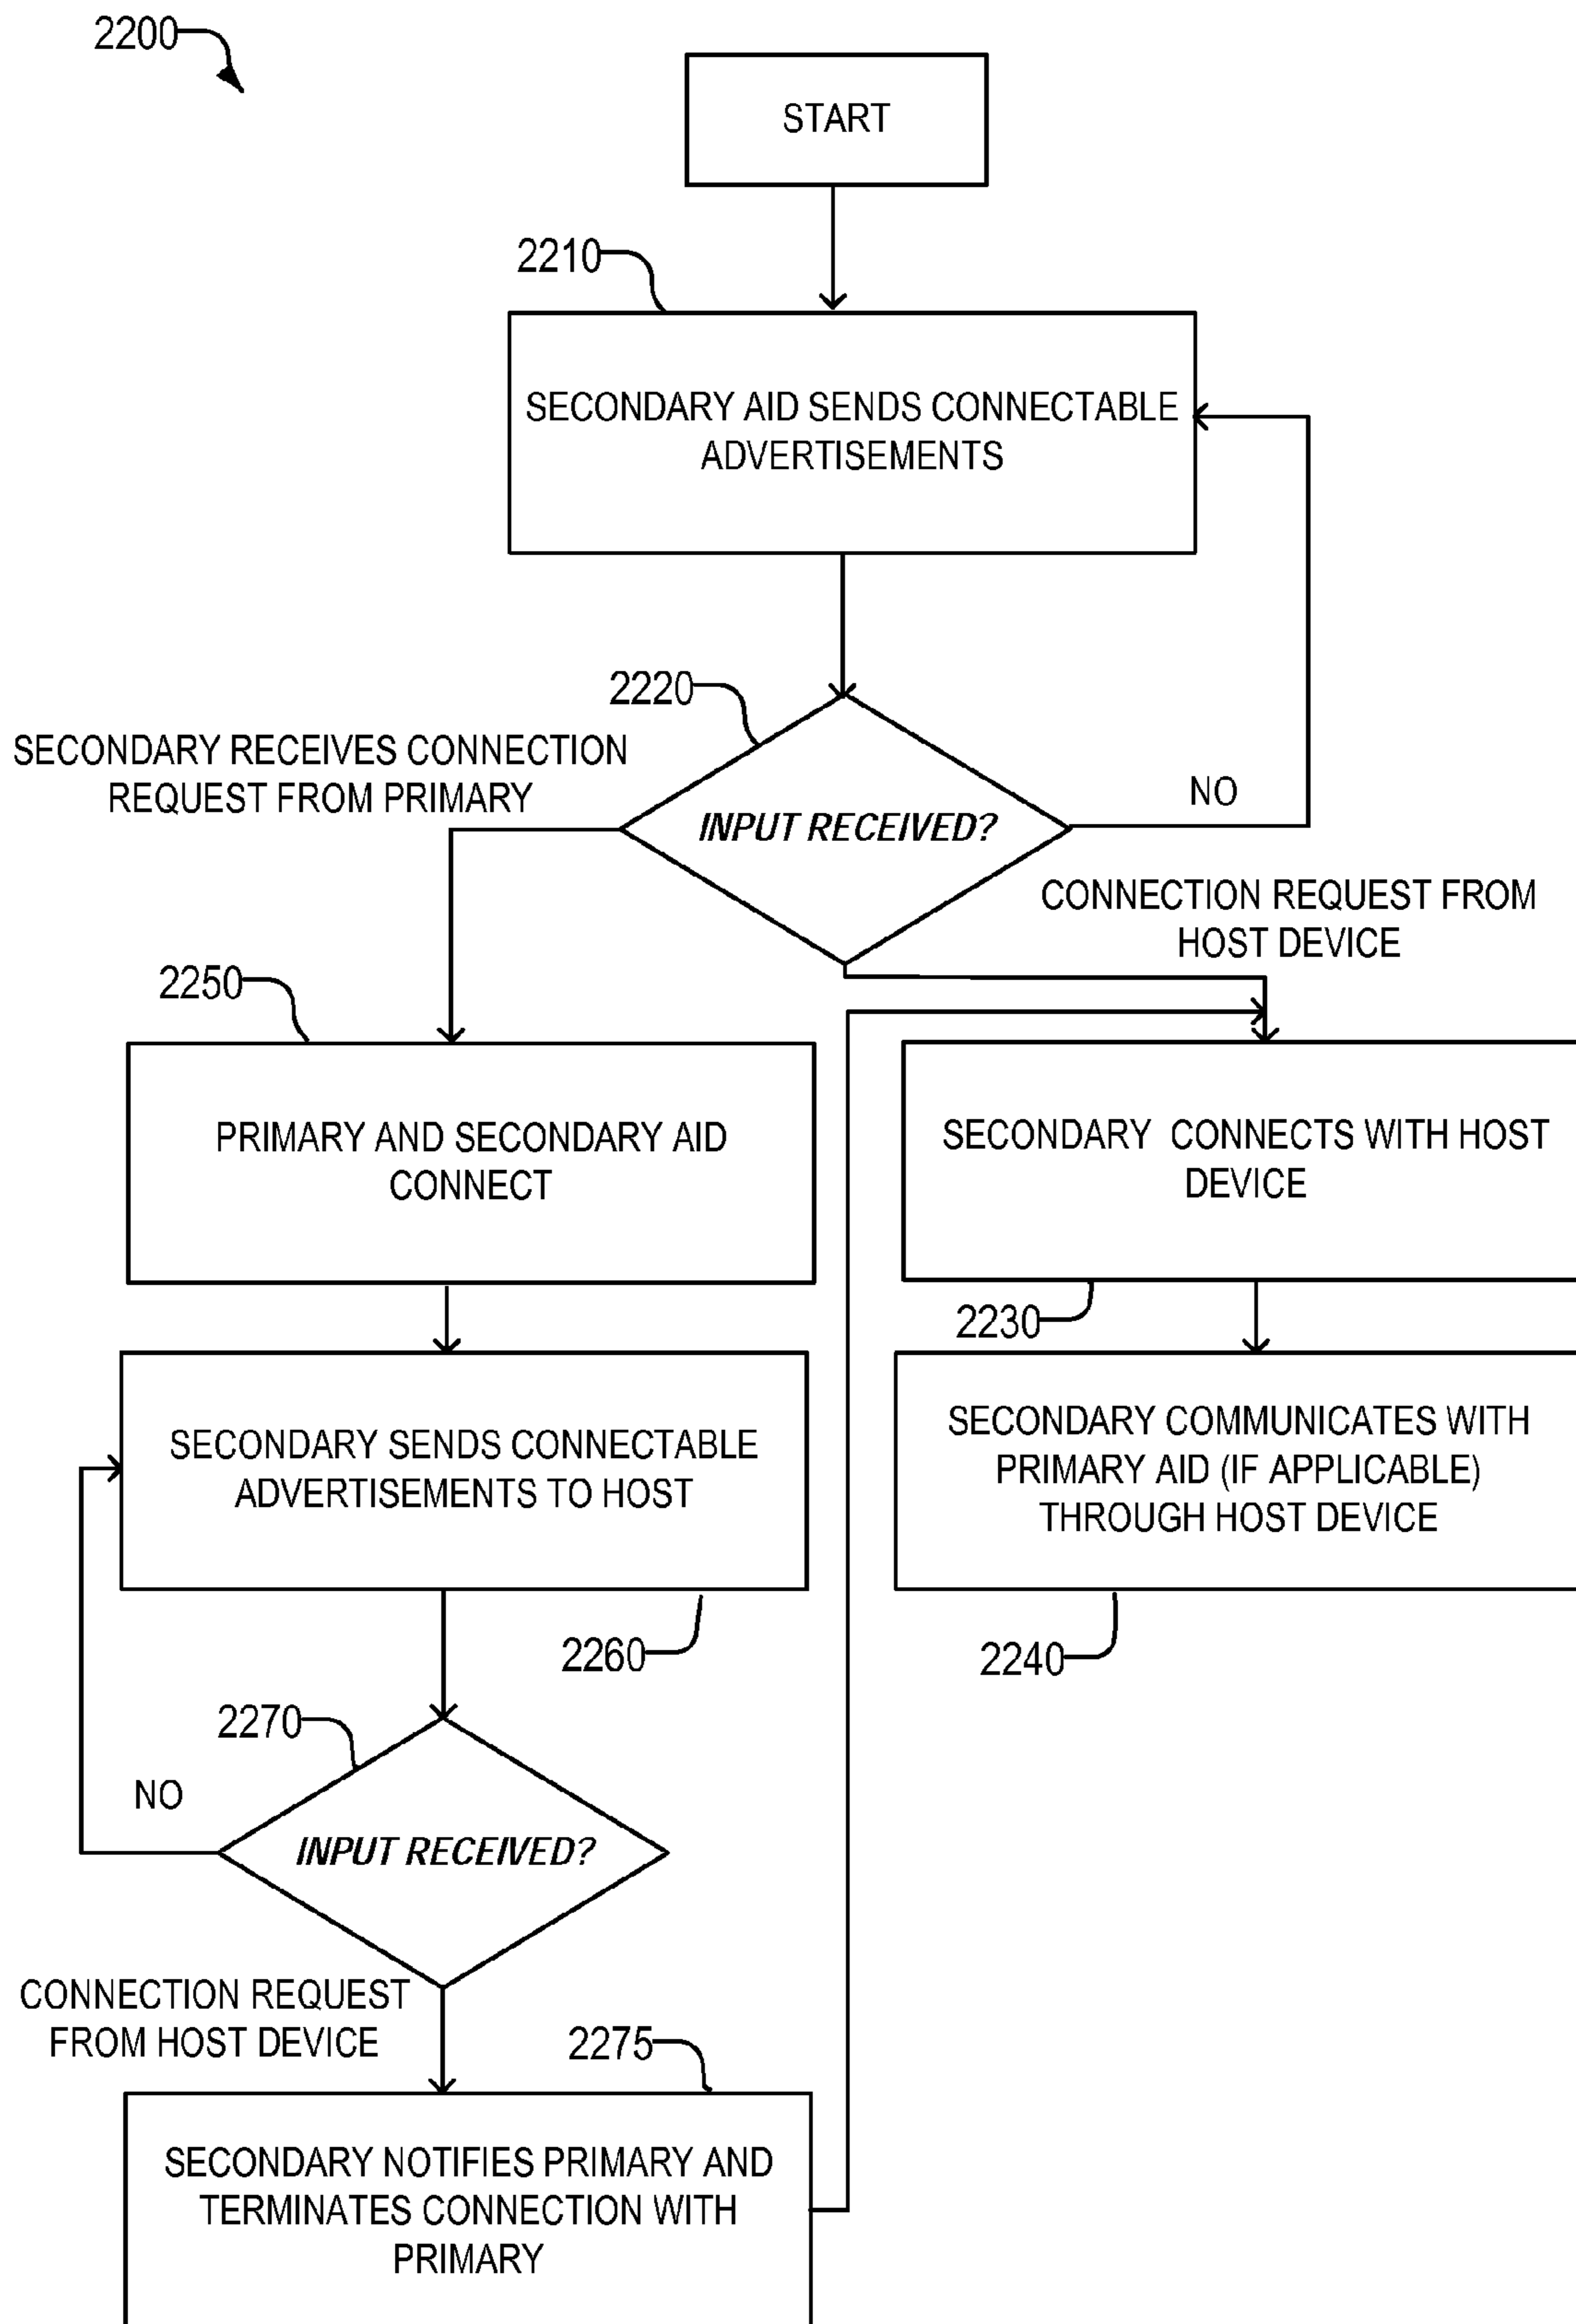 2200
START
2210
SECONDARY AID SENDS CONNECTABLE
ADVERTISEMENTS
2220
SECONDARY RECEIVES CONNECTION
REQUEST FROM PRIMARY
INPUT RECEIVED?
NO
CONNECTION REQUEST FROM
HOST DEVICE
2250
PRIMARY AND SECONDARY AID
CONNECT
SECONDARY CONNECTS WITH HOST
DEVICE
2230
SECONDARY SENDS CONNECTABLE
ADVERTISEMENTS TO HOST
SECONDARY COMMUNICATES WITH
PRIMARY AID (IF APPLICABLE)
THROUGH HOST DEVICE
2260
2240
2270
NO
INPUT RECEIVED?
CONNECTION REQUEST
FROM HOST DEVICE
2275
SECONDARY NOTIFIES PRIMARY AND
TERMINATES CONNECTION WITH
PRIMARY